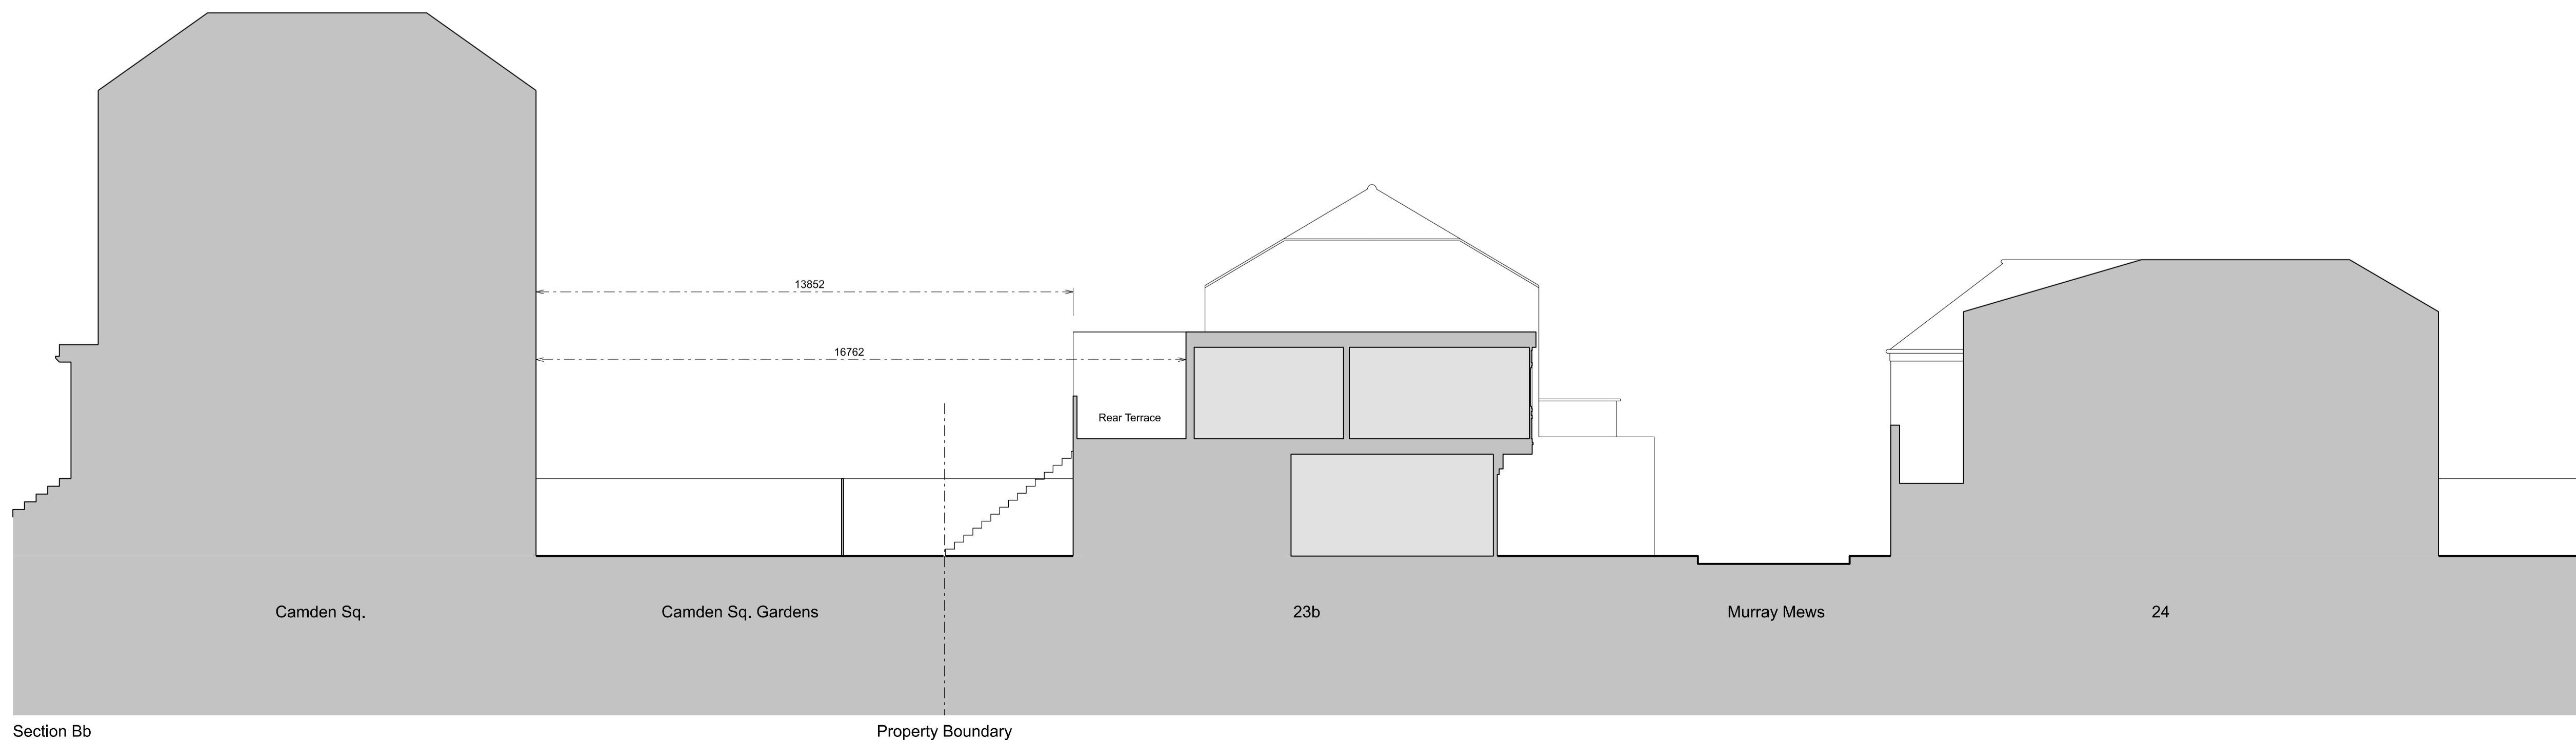 13852
16762
Rear Terrace
Camden Sq.
Camden Sq. Gardens
23b
Murray Mews
24
Section Bb
Property Boundary